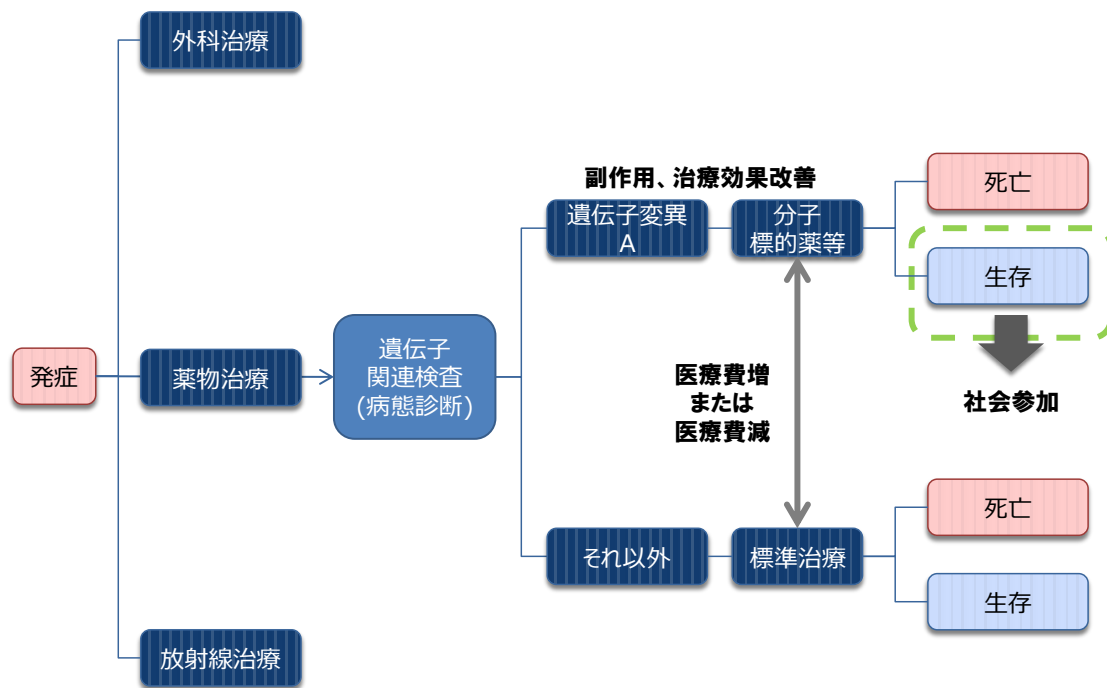 外科治療
副作用、治療効果改善
遺伝子変異
A
分子
標的薬等
死亡
生存
発症
薬物治療
遺伝子
関連検査
(病態診断)
医療費増
または
医療費減
社会参加
それ以外
標準治療
死亡
生存
放射線治療